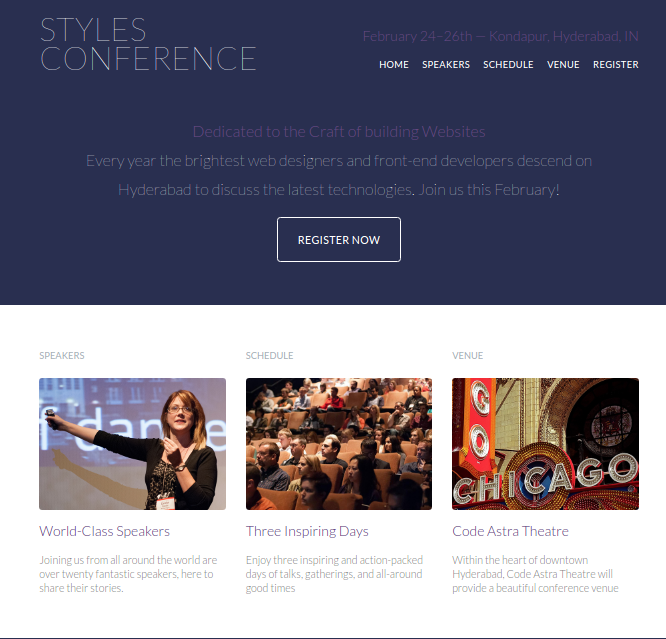 STYLES
CONFERENCE
February 24–26th — Kondapur, Hyderabad, IN
HOME SPEAKERS SCHEDULE VENUE REGISTER
Dedicated to the Craft of building Websites
Every year the brightest web designers and front-end developers descend on
Hyderabad to discuss the latest technologies. Join us this February!
REGISTER NOW
SPEAKERS
SCHEDULE
VENUE
f dan
e
GO
CHICAGO
World-Class Speakers
Joining us from all around the world are
over twenty fantastic speakers, here to
share their stories.
Three Inspiring Days
Enjoy three inspiring and action-packed
days of talks, gatherings, and all-around
good times
Code Astra Theatre
Within the heart of downtown
Hyderabad, Code Astra Theatre will
provide a beautiful conference venue